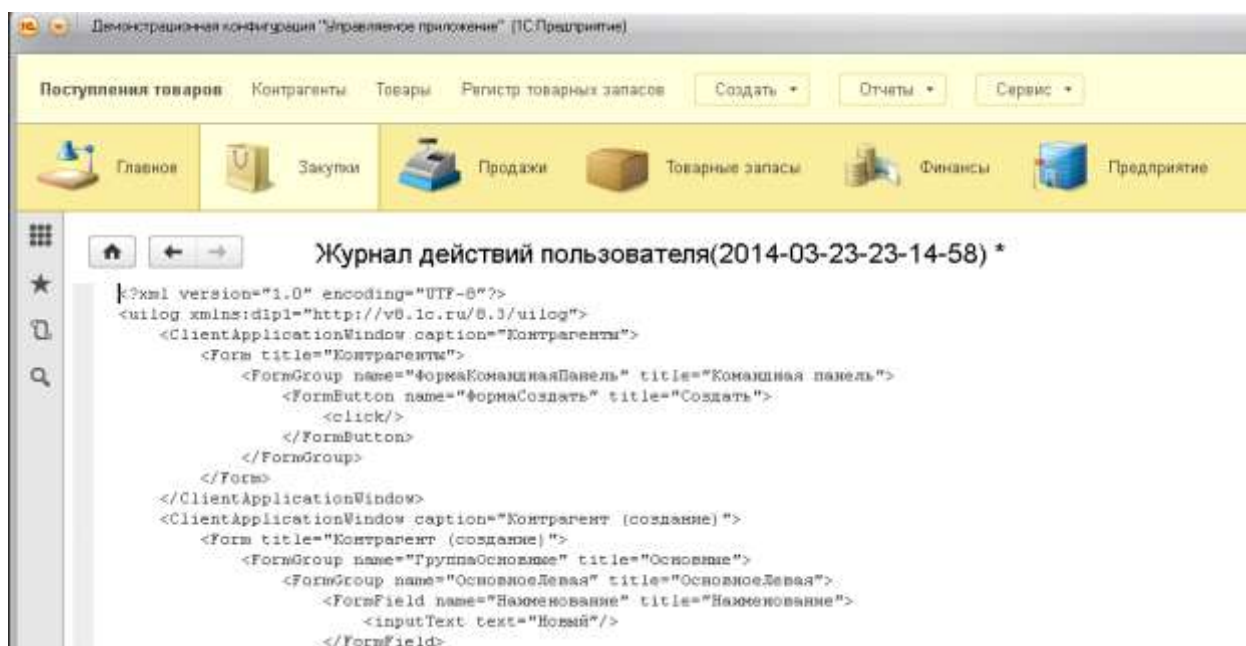 Демонстрационная конфигурация "Управляемое приложение" (1С:Предприятие)
Поступления товаров Контрагенты Товары Регистр товарных запасов Создать Отчеты Сервис
Главное Закупки Продажи Товарные запасы Финансы Предприятие
Журнал действий пользователя(2014-03-23-23-14-58) *
<?xml version="1.0" encoding="UTF-8"?>
<uilog xmlns:d1p1="http://v8.1c.ru/8.3/uilog">
<ClientApplicationWindow caption="Контрагенты">
<Form title="Контрагенты">
<FormGroup name="ФормаКоманднаяПанель" title="Командная панель">
<FormButton name="ФормаСоздать" title="Создать">
<click/>
</FormButton>
</FormGroup>
</Form>
</ClientApplicationWindow>
<ClientApplicationWindow caption="Контрагент (создание)">
<Form title="Контрагент (создание)">
<FormGroup name="ГруппаОсновные" title="Основные">
<FormGroup name="ОсновноеЛевая" title="ОсновноеЛевая">
<FormField name="Наименование" title="Наименование">
<inputText text="Новый"/>
</FormField>